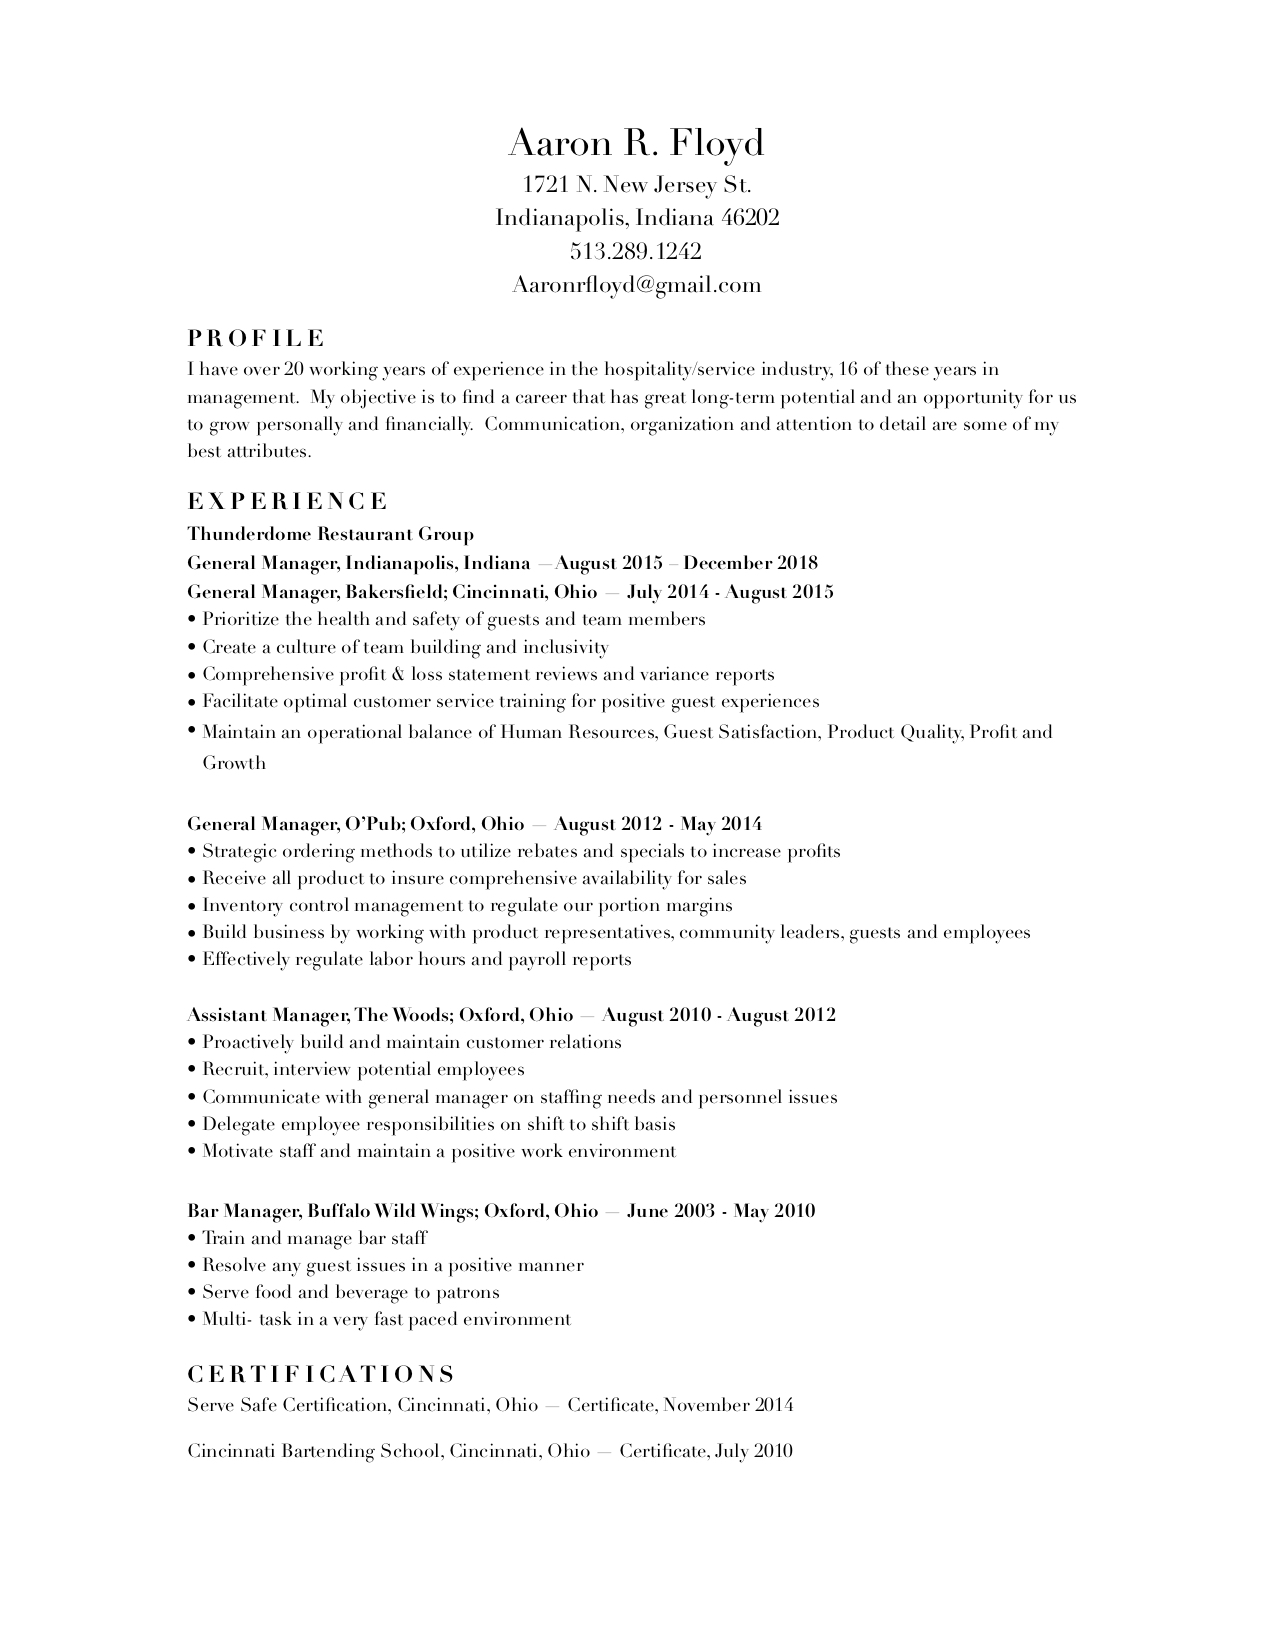 Aaron R. Floyd
1721 N. New Jersey St.
Indianapolis, Indiana 46202
513.289.1242
Aaronrfloyd@gmail.com
PROFILE
I have over 20 working years of experience in the hospitality/service industry, 16 of these years in
management.  My objective is to find a career that has great long-term potential and an opportunity for us
to grow personally and financially.  Communication, organization and attention to detail are some of my
best attributes.
EXPERIENCE
Thunderdome Restaurant Group
General Manager, Indianapolis, Indiana —August 2015 – December 2018
General Manager, Bakersfield; Cincinnati, Ohio — July 2014 - August 2015
• Prioritize the health and safety of guests and team members
• Create a culture of team building and inclusivity
• Comprehensive profit & loss statement reviews and variance reports
• Facilitate optimal customer service training for positive guest experiences
• Maintain an operational balance of Human Resources, Guest Satisfaction, Product Quality, Profit and
Growth
General Manager, O’Pub; Oxford, Ohio — August 2012 - May 2014
• Strategic ordering methods to utilize rebates and specials to increase profits
• Receive all product to insure comprehensive availability for sales
• Inventory control management to regulate our portion margins
• Build business by working with product representatives, community leaders, guests and employees
• Effectively regulate labor hours and payroll reports
Assistant Manager, The Woods; Oxford, Ohio — August 2010 - August 2012
• Proactively build and maintain customer relations
• Recruit, interview potential employees
• Communicate with general manager on staffing needs and personnel issues
• Delegate employee responsibilities on shift to shift basis
• Motivate staff and maintain a positive work environment
Bar Manager, Buffalo Wild Wings; Oxford, Ohio — June 2003 - May 2010
• Train and manage bar staff
• Resolve any guest issues in a positive manner
• Serve food and beverage to patrons
• Multi- task in a very fast paced environment
CERTIFICATIONS
Serve Safe Certification, Cincinnati, Ohio — Certificate, November 2014
Cincinnati Bartending School, Cincinnati, Ohio — Certificate, July 2010